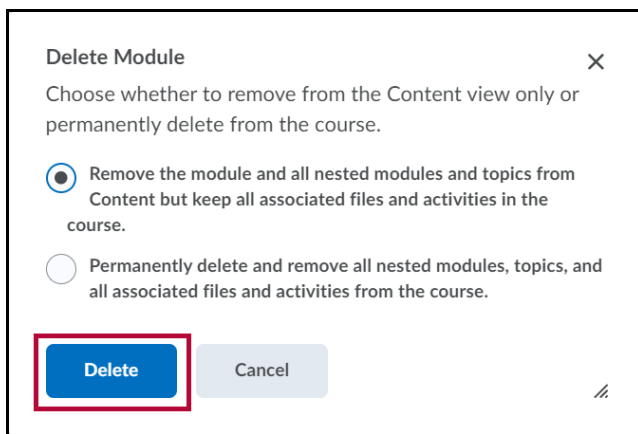 Delete Module
Choose whether to remove from the Content view only or
permanently delete from the course.
Remove the module and all nested modules and topics from
Content but keep all associated files and activities in the
course.
Permanently delete and remove all nested modules, topics, and
all associated files and activities from the course.
Delete Cancel